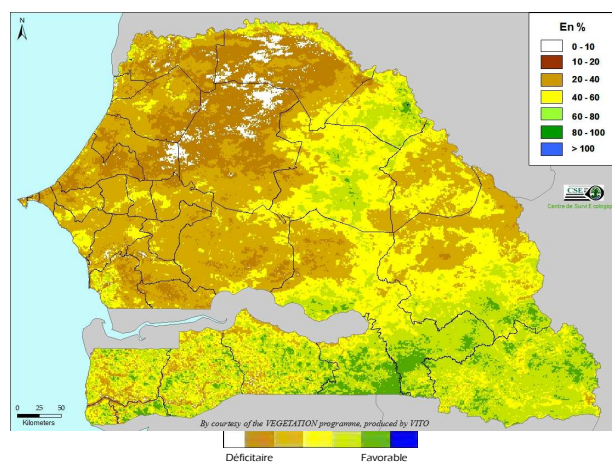 N
En %
0 - 10
10 - 20
20 - 40
40 - 60
60 - 80
80 - 100
> 100
CSE
Centre de Suivi Ecologique
0 25 50
Kilometers
By courtesy of the VEGETATION programme, produced by VITO
Déficitaire Favorable